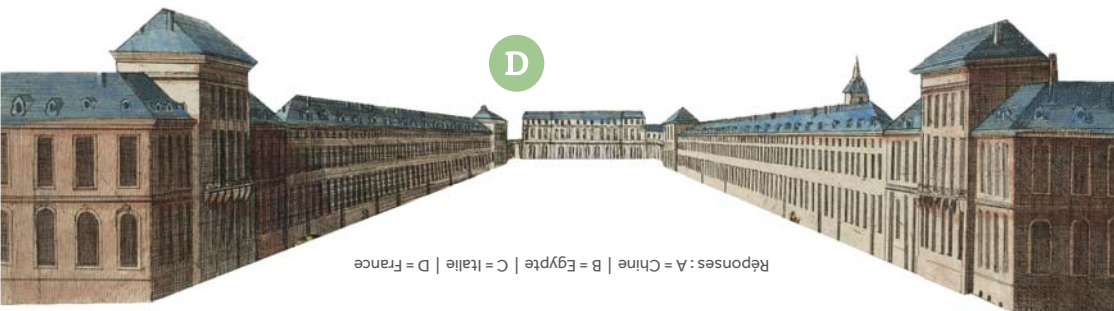 D
Réponses : A = Chine | B = Egypte | C = Italie | D = France